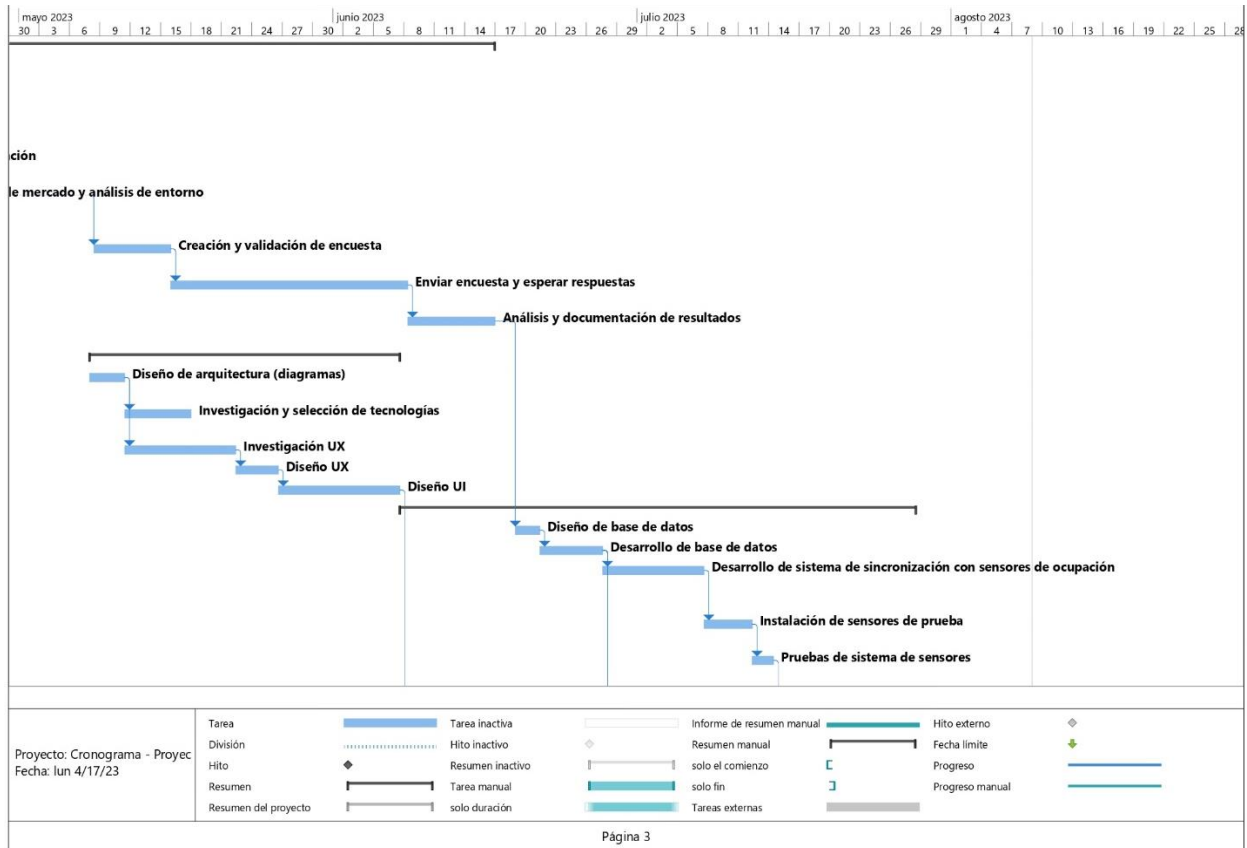 mayo 2023 junio 2023 julio 2023 agosto 2023
30 3 6 9 12 15 18 21 24 27 30 2 5 8 11 14 17 20 23 26 29 2 5 8 11 14 17 20 23 26 29 1 4 7 10 13 16 19 22 25 28
ción
de mercado y análisis de entorno
Creación y validación de encuesta
Enviar encuesta y esperar respuestas
Análisis y documentación de resultados
Diseño de arquitectura (diagramas)
Investigación y selección de tecnologías
Investigación UX
Diseño UX
Diseño UI
Diseño de base de datos
Desarrollo de base de datos
Desarrollo de sistema de sincronización con sensores de ocupación
Instalación de sensores de prueba
Pruebas de sistema de sensores
Proyecto: Cronograma - Proyec
Fecha: lun 4/17/23
Tarea
División
Hito
Resumen
Resumen del proyecto
Tarea inactiva
Hito inactivo
Resumen inactivo
Tarea manual
solo duración
Informe de resumen manual
Resumen manual
solo el comienzo
solo fin
Tareas externas
Hito externo
Fecha límite
Progreso
Progreso manual
Página 3